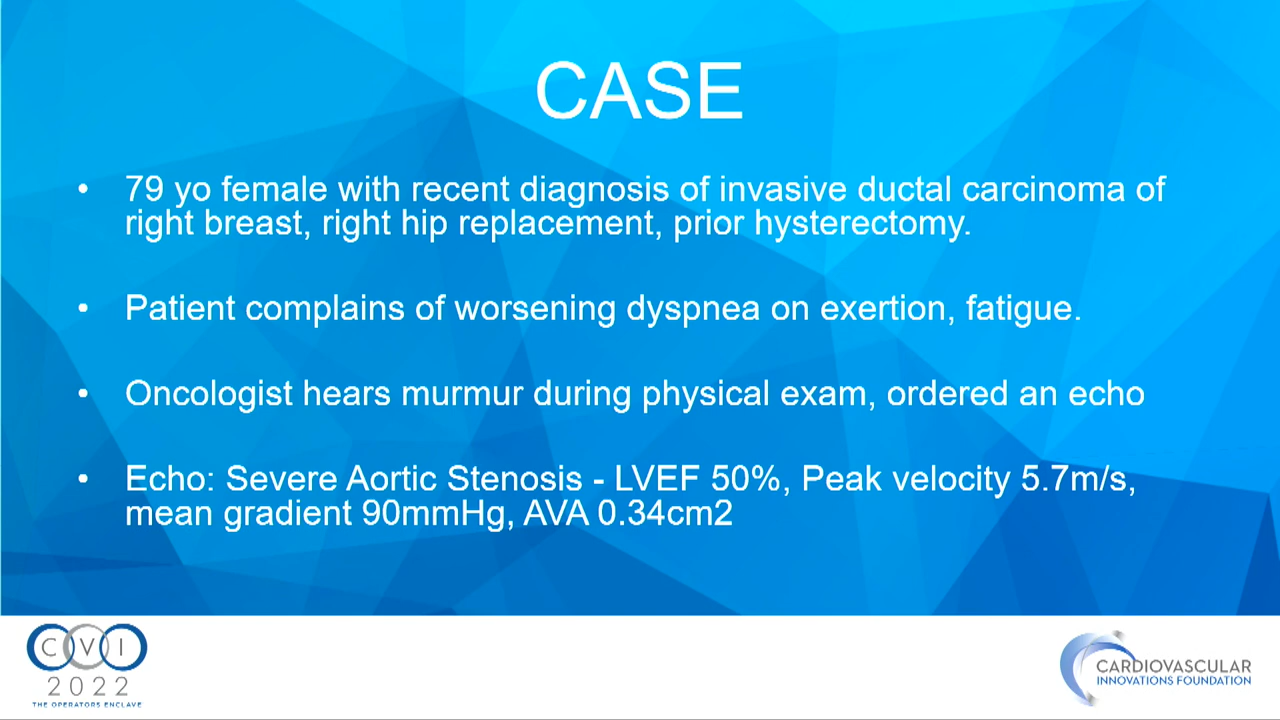 CASE
• 79 yo female with recent diagnosis of invasive ductal carcinoma of
right breast, right hip replacement, prior hysterectomy.
• Patient complains of worsening dyspnea on exertion, fatigue.
• Oncologist hears murmur during physical exam, ordered an echo
• Echo: Severe Aortic Stenosis - LVEF 50%, Peak velocity 5.7m/s,
mean gradient 90mmHg, AVA 0.34cm2
CVI
2022
THE OPERATORS ENCLAVE
CARDIOVASCULAR
INNOVATIONS FOUNDATION